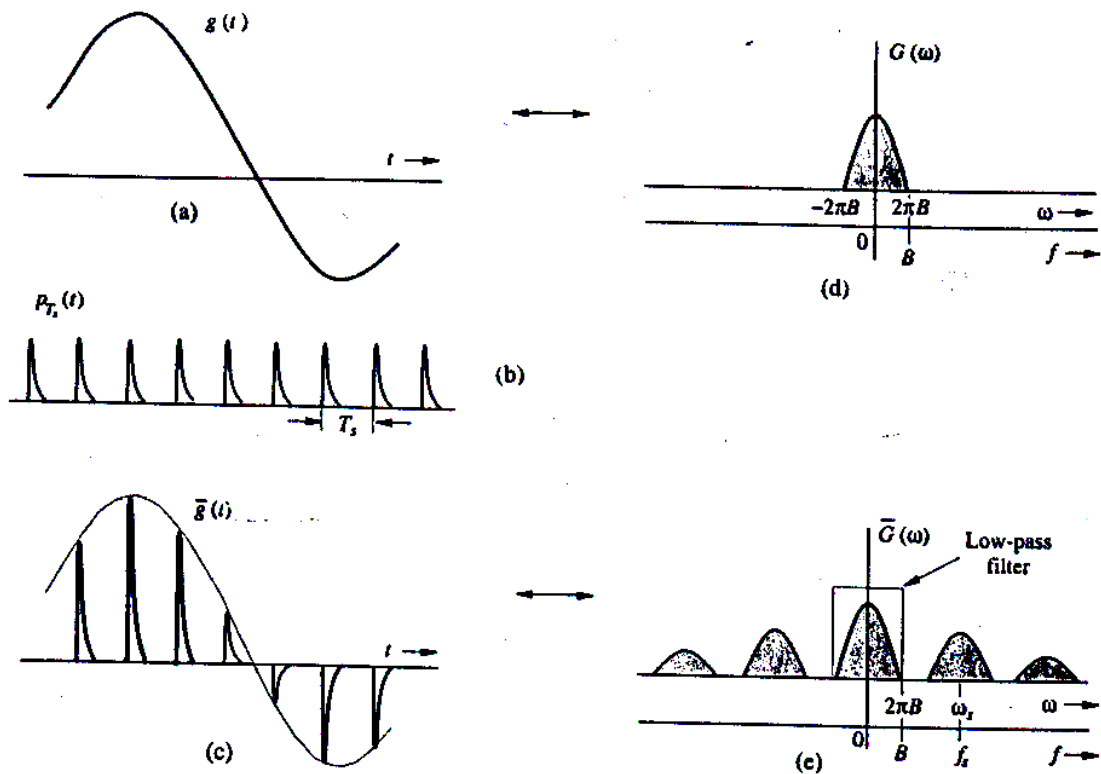 g (t)
t
(a)
G (ω)
−2πB 2πB ω
0 B f
(d)
p_{T_s} (t)
(b)
T_s
g̅ (t)
t
(c)
G̅ (ω)
Low-pass
filter
2πB ω_s ω
0 B f_s f
(e)